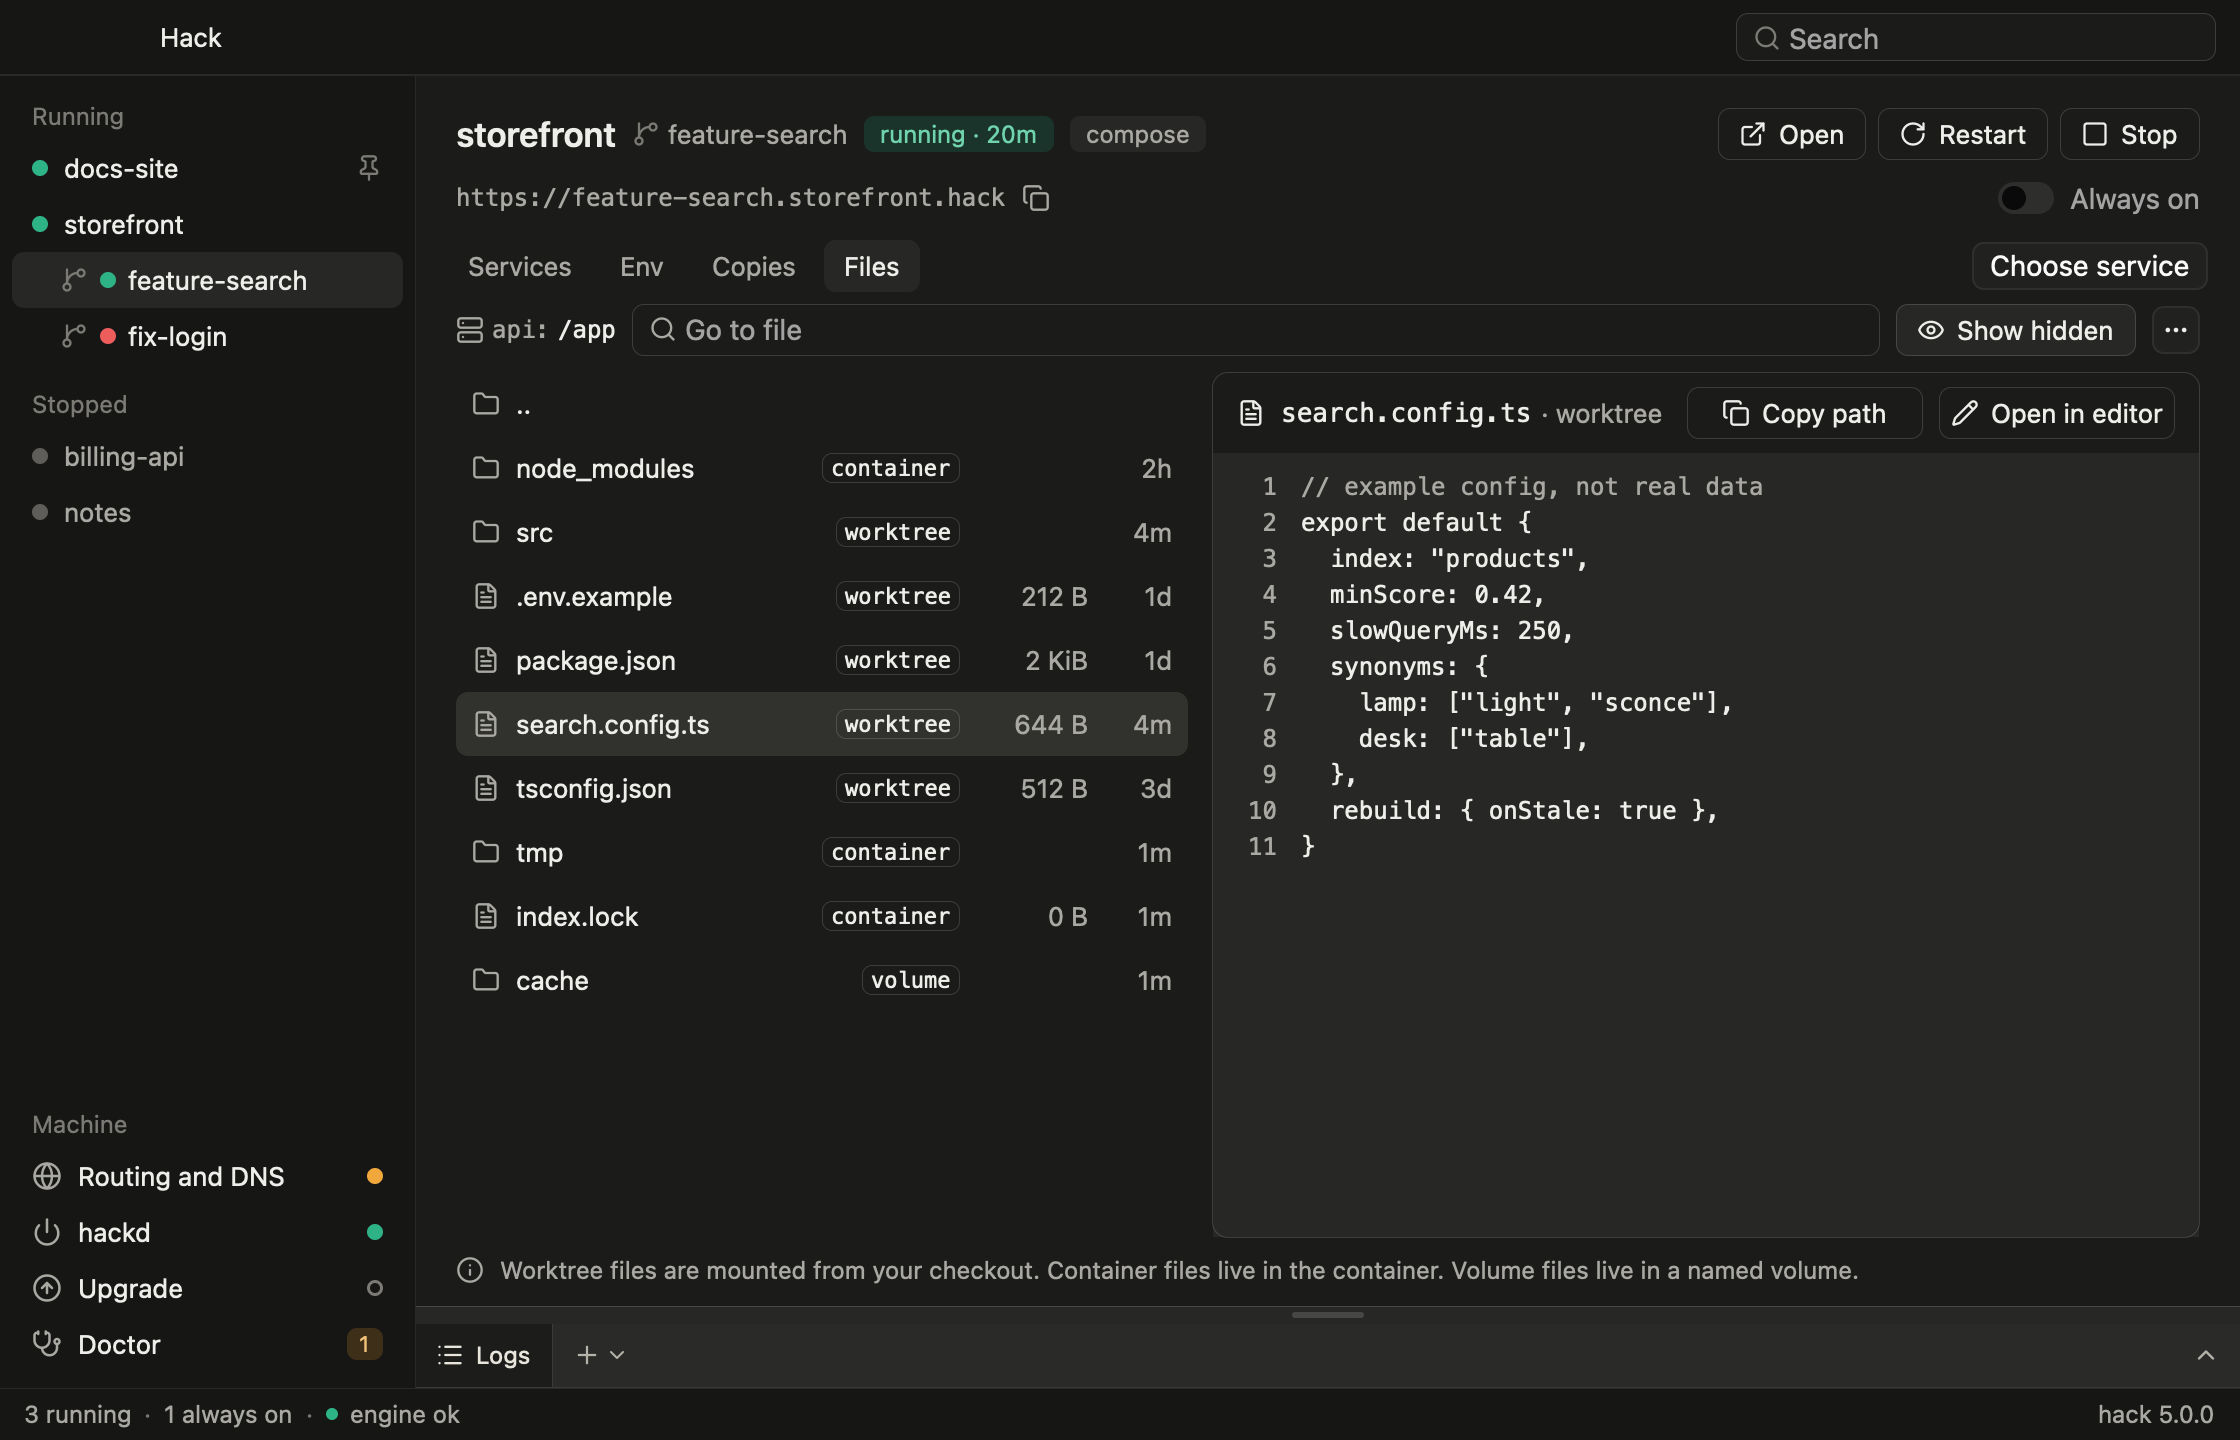 Hack
Search
Running
docs-site
storefront
feature-search
fix-login
Stopped
billing-api
notes
Machine
Routing and DNS
hackd
Upgrade
Doctor 1
storefront feature-search running · 20m compose
Open Restart Stop
https://feature-search.storefront.hack
Always on
Services Env Copies Files
Choose service
api: /app Go to file Show hidden ...
..
node_modules container 2h
src worktree 4m
.env.example worktree 212 B 1d
package.json worktree 2 KiB 1d
search.config.ts worktree 644 B 4m
tsconfig.json worktree 512 B 3d
tmp container 1m
index.lock container 0 B 1m
cache volume 1m
search.config.ts · worktree Copy path Open in editor
1 // example config, not real data
2 export default {
3   index: "products",
4   minScore: 0.42,
5   slowQueryMs: 250,
6   synonyms: {
7     lamp: ["light", "sconce"],
8     desk: ["table"],
9   },
10   rebuild: { onStale: true },
11 }
Worktree files are mounted from your checkout. Container files live in the container. Volume files live in a named volume.
Logs
3 running · 1 always on · engine ok
hack 5.0.0